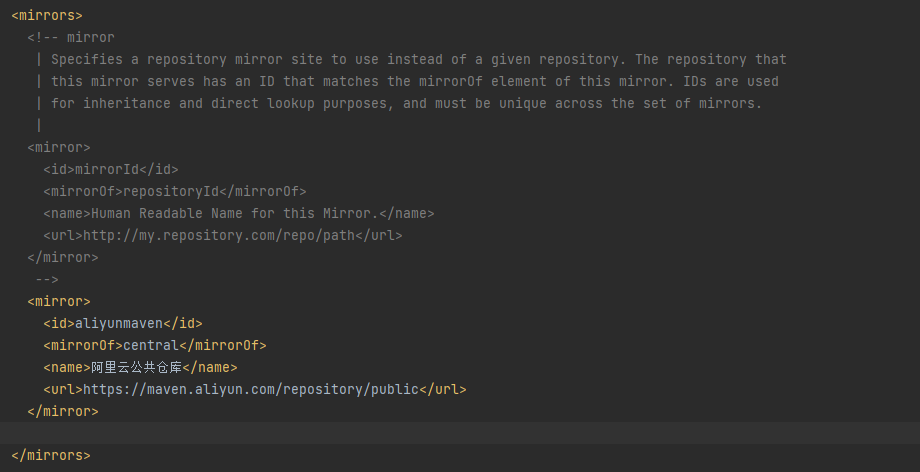 <mirrors>
  <!-- mirror
   | Specifies a repository mirror site to use instead of a given repository. The repository that
   | this mirror serves has an ID that matches the mirrorOf element of this mirror. IDs are used
   | for inheritance and direct lookup purposes, and must be unique across the set of mirrors.
   |
  <mirror>
    <id>mirrorId</id>
    <mirrorOf>repositoryId</mirrorOf>
    <name>Human Readable Name for this Mirror.</name>
    <url>http://my.repository.com/repo/path</url>
  </mirror>
   -->
  <mirror>
    <id>aliyunmaven</id>
    <mirrorOf>central</mirrorOf>
    <name>阿里云公共仓库</name>
    <url>https://maven.aliyun.com/repository/public</url>
  </mirror>
</mirrors>